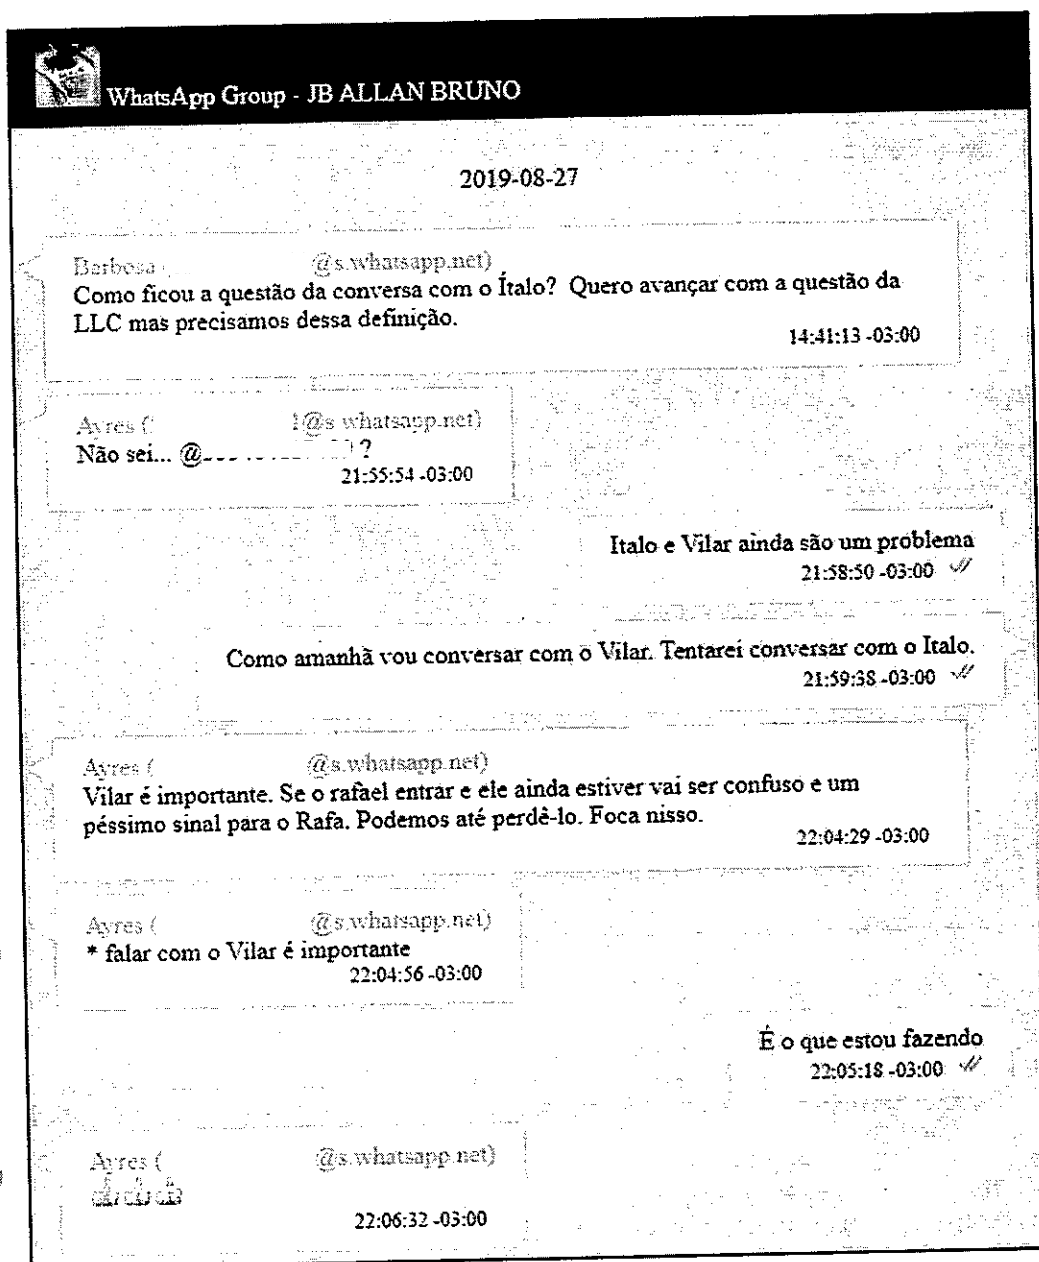 WhatsApp Group - JB ALLAN BRUNO
2019-08-27
Barbosa ( @s.whatsapp.net)
Como ficou a questão da conversa com o Ítalo? Quero avançar com a questão da
LLC mas precisamos dessa definição.
14:41:13 -03:00
Ayres ( 1@s.whatsapp.net)
Não sei... @ ?
21:55:54 -03:00
Italo e Vilar ainda são um problema
21:58:50 -03:00
Como amanhã vou conversar com o Vilar. Tentarei conversar com o Italo.
21:59:38 -03:00
Ayres ( @s.whatsapp.net)
Vilar é importante. Se o rafael entrar e ele ainda estiver vai ser confuso e um
péssimo sinal para o Rafa. Podemos até perdê-lo. Foca nisso.
22:04:29 -03:00
Ayres ( @s.whatsapp.net)
* falar com o Vilar é importante
22:04:56 -03:00
É o que estou fazendo
22:05:18 -03:00
Ayres ( @s.whatsapp.net)
22:06:32 -03:00